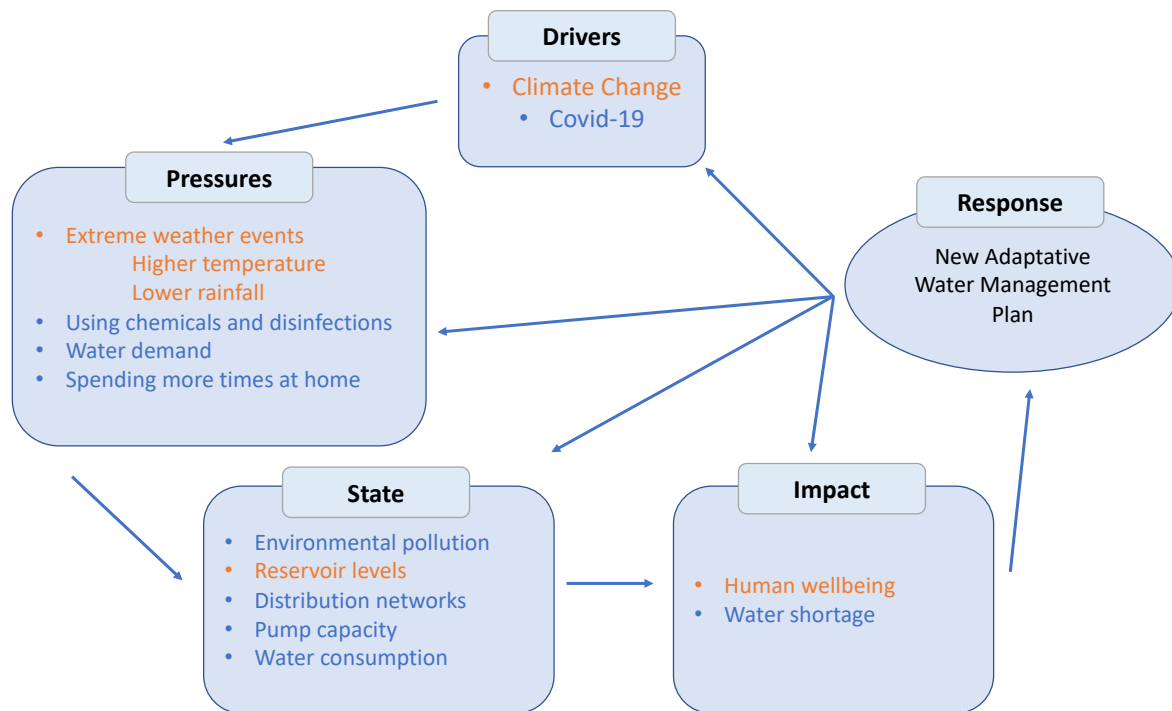 Drivers
• Climate Change
• Covid-19
Pressures
• Extreme weather events
Higher temperature
Lower rainfall
• Using chemicals and disinfections
• Water demand
• Spending more times at home
Response
New Adaptative
Water Management
Plan
State
• Environmental pollution
• Reservoir levels
• Distribution networks
• Pump capacity
• Water consumption
Impact
• Human wellbeing
• Water shortage